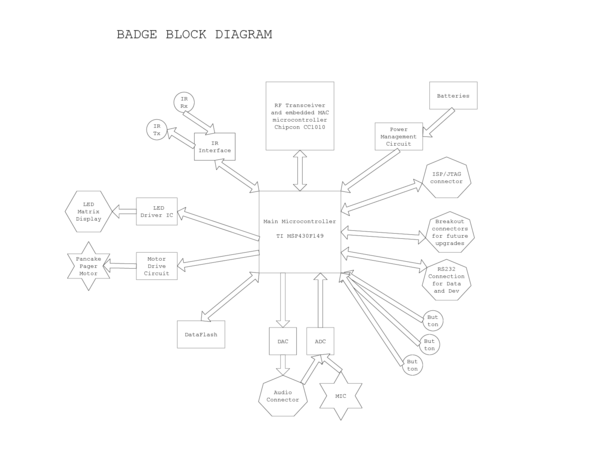 BADGE BLOCK DIAGRAM
IR
Rx
IR
Tx
IR
Interface
RF Transceiver
and embedded MAC
microcontroller
Chipcon CC1010
Batteries
Power
Management
Circuit
ISP/JTAG
connector
LED
Matrix
Display
LED
Driver IC
Main Microcontroller
TI MSP430F149
Breakout
connectors
for future
upgrades
Pancake
Pager
Motor
Motor
Drive
Circuit
RS232
Connection
for Data
and Dev
DataFlash
DAC
ADC
But
ton
But
ton
But
ton
Audio
Connector
MIC